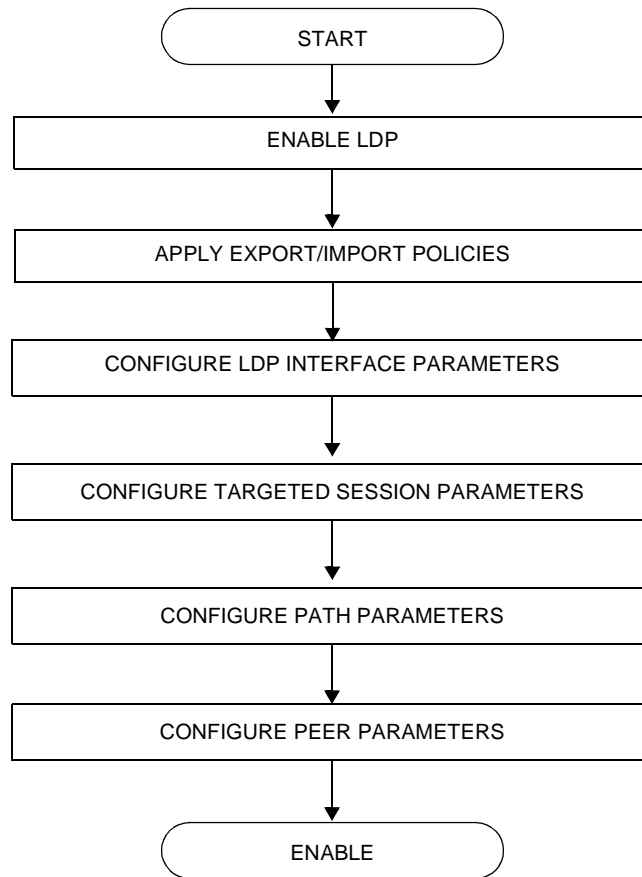 START
ENABLE LDP
APPLY EXPORT/IMPORT POLICIES
CONFIGURE LDP INTERFACE PARAMETERS
CONFIGURE TARGETED SESSION PARAMETERS
CONFIGURE PATH PARAMETERS
CONFIGURE PEER PARAMETERS
ENABLE